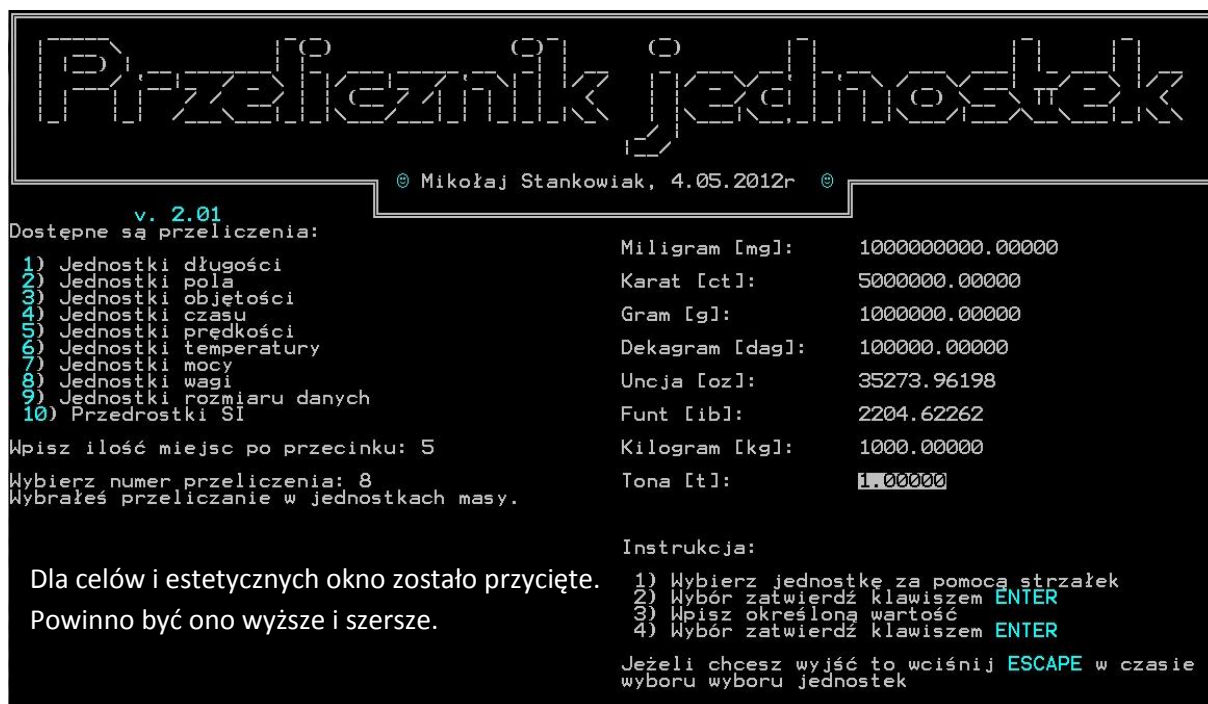 Przelicznik jednostek
☺ Mikołaj Stankowiak, 4.05.2012r ☺
v. 2.01
Dostępne są przeliczenia:
1) Jednostki długości
2) Jednostki pola
3) Jednostki objętości
4) Jednostki czasu
5) Jednostki prędkości
6) Jednostki temperatury
7) Jednostki mocy
8) Jednostki wagi
9) Jednostki rozmiaru danych
10) Przedrostki SI
Wpisz ilość miejsc po przecinku: 5
Wybierz numer przeliczenia: 8
Wybrałeś przeliczanie w jednostkach masy.
Dla celów i estetycznych okno zostało przycięte.
Powinno być ono wyższe i szersze.
Miligram [mg]: 1000000000.00000
Karat [ct]: 5000000.00000
Gram [g]: 1000000.00000
Dekagram [dag]: 100000.00000
Uncja [oz]: 35273.96198
Funt [ib]: 2204.62262
Kilogram [kg]: 1000.00000
Tona [t]: 1.00000
Instrukcja:
1) Wybierz jednostkę za pomocą strzałek
2) Wybór zatwierdź klawiszem ENTER
3) Wpisz określoną wartość
4) Wybór zatwierdź klawiszem ENTER
Jeżeli chcesz wyjść to wciśnij ESCAPE w czasie
wyboru wyboru jednostek